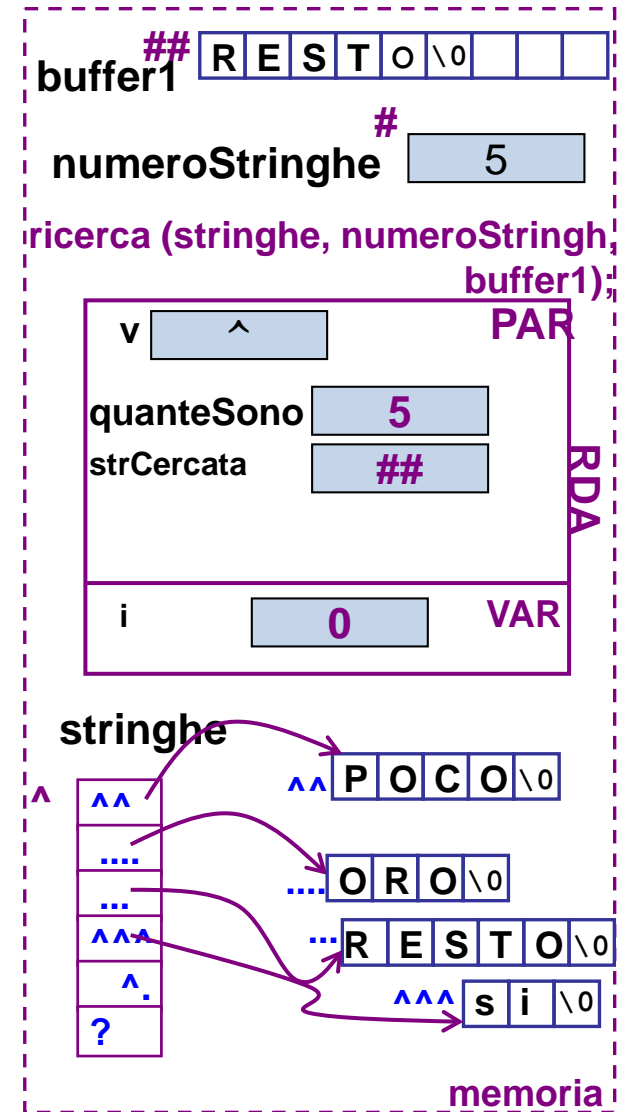 ##
buffer1 R E S T O \0
#
numeroStringhe 5
ricerca (stringhe, numeroStringh,
buffer1);
PAR
v ^
quanteSono 5
strCercata ##
RDA
i 0 VAR
stringhe
^ ^^ ^^ P O C O \0
.... .... O R O \0
... ... R E S T O \0
^^^ ^^^ s i \0
^.
?
memoria